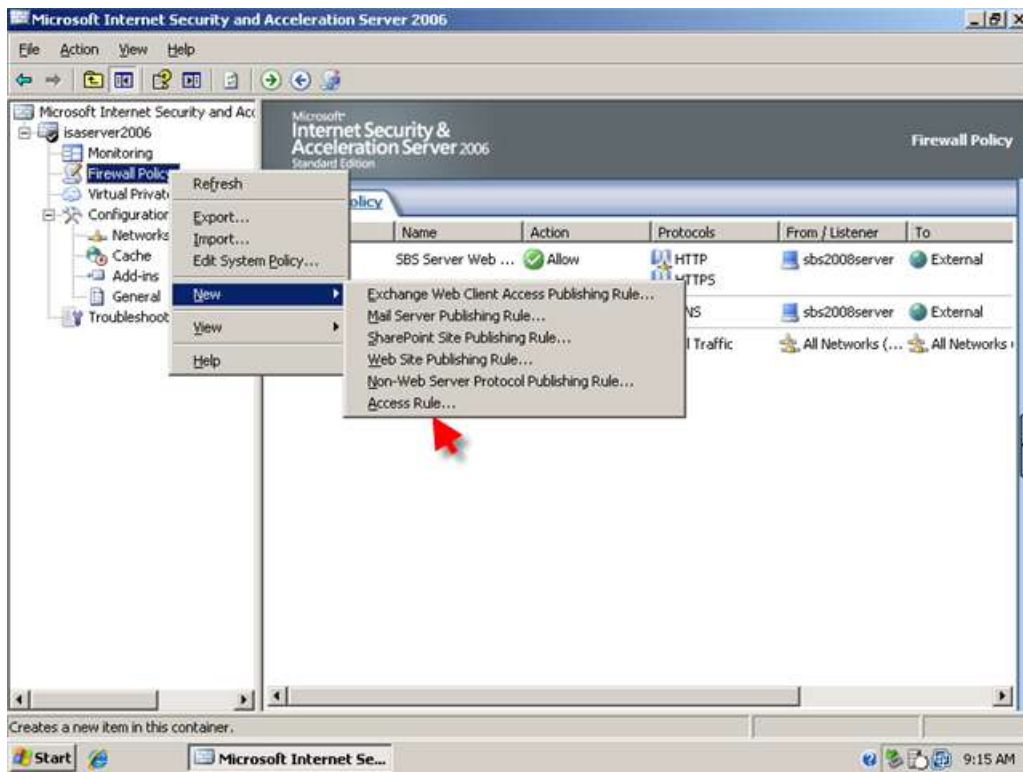 Microsoft Internet Security and Acceleration Server 2006
File Action View Help
Microsoft Internet Security and Acc
isaserver2006
Monitoring
Firewall Policy
Virtual Privat
Configuration
Networks
Cache
Add-ins
General
Troubleshoot
Refresh
Export...
Import...
Edit System Policy...
New
View
Help
Exchange Web Client Access Publishing Rule...
Mail Server Publishing Rule...
SharePoint Site Publishing Rule...
Web Site Publishing Rule...
Non-Web Server Protocol Publishing Rule...
Access Rule...
Microsoft
Internet Security &
Acceleration Server 2006
Standard Edition
Firewall Policy
olicy
Name Action Protocols From / Listener To
SBS Server Web ... Allow HTTP sbs2008server External
HTTPS
NS sbs2008server External
l Traffic All Networks (... All Networks
Creates a new item in this container.
Start Microsoft Internet Se... 9:15 AM